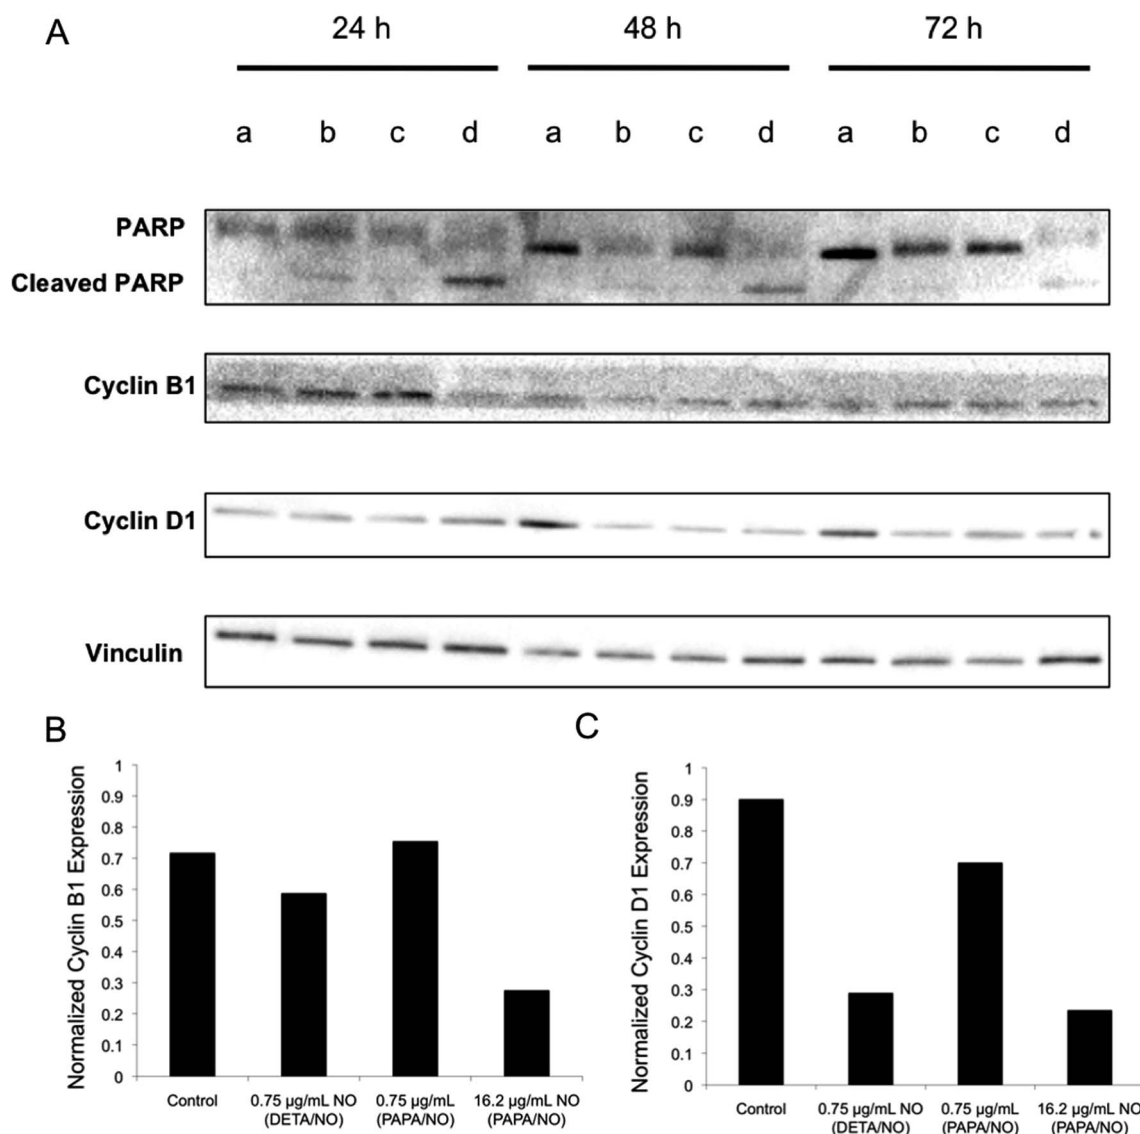 A
24 h 48 h 72 h
a b c d a b c d a b c d
PARP
Cleaved PARP
Cyclin B1
Cyclin D1
Vinculin
B
C
Normalized Cyclin B1 Expression
1
0.9
0.8
0.7
0.6
0.5
0.4
0.3
0.2
0.1
0
Control 0.75 µg/mL NO 0.75 µg/mL 16.2 µg/mL NO
(DETA/NO) (PAPA/NO) (PAPA/NO)
Normalized Cyclin D1 Expression
1
0.9
0.8
0.7
0.6
0.5
0.4
0.3
0.2
0.1
0
Control 0.75 µg/mL NO 0.75 µg/mL 16.2 µg/mL NO
(DETA/NO) (PAPA/NO) (PAPA/NO)